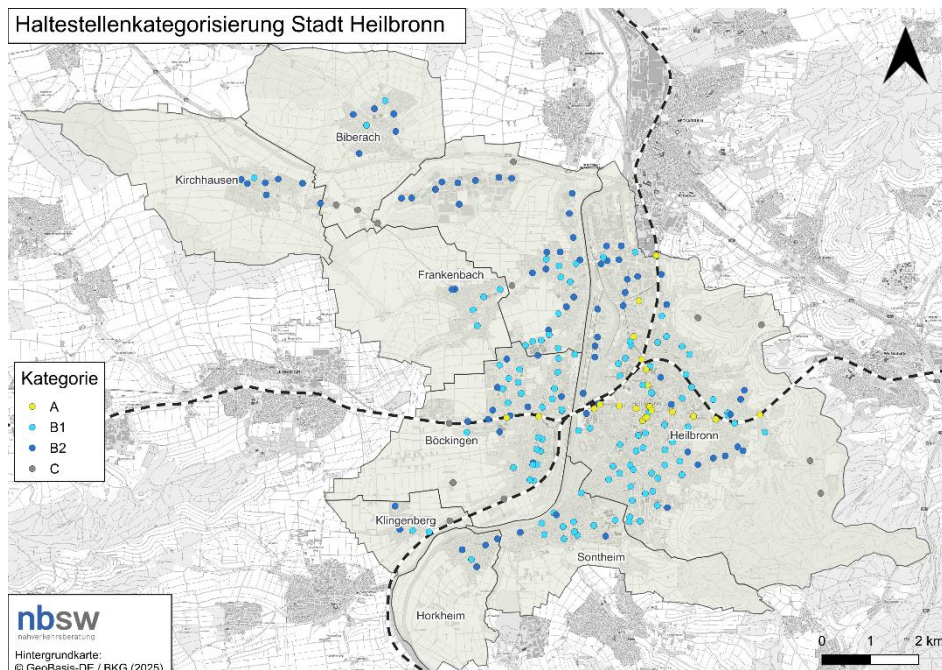 Haltestellenkategorisierung Stadt Heilbronn
Biberach
Kirchhausen
Frankenbach
Kategorie
A
B1
B2
C
Böckingen
Heilbronn
Klingenberg
Sontheim
Horkheim
nbsw
nahverkehrsberatung
Hintergrundkarte:
© GeoBasis-DE / BKG (2025)
0 1 2 km